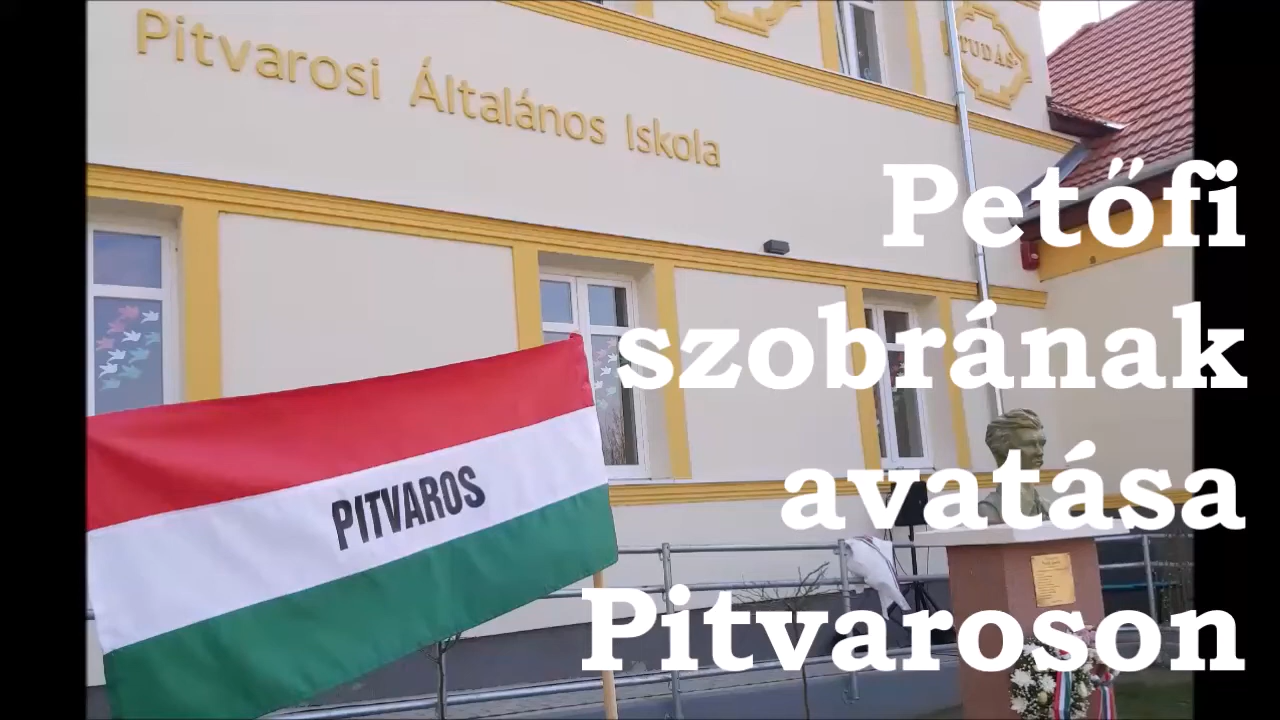 Pitvarosi Általános Iskola
TUDÁS
Petőfi
szobrának
avatása
Pitvaroson
PITVAROS